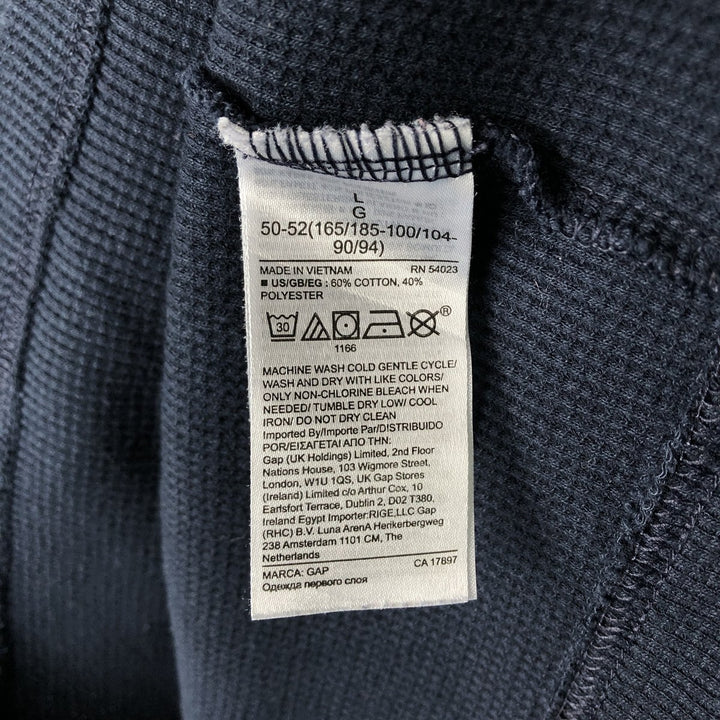 L
G
50-52(165/185-100/104-
90/94)
MADE IN VIETNAM RN 54023
■ US/GB/EG : 60% COTTON, 40%
POLYESTER
30 ®
1166
MACHINE WASH COLD GENTLE CYCLE/
WASH AND DRY WITH LIKE COLORS/
ONLY NON-CHLORINE BLEACH WHEN
NEEDED/ TUMBLE DRY LOW/ COOL
IRON/ DO NOT DRY CLEAN
Imported By/Importe Par/DISTRIBUIDO
POR/ΕΙΣΑΓΕΤΑΙ ΑΠΟ ΤΗΝ:
Gap (UK Holdings) Limited, 2nd Floor
Nations House, 103 Wigmore Street,
London, W1U 1QS, UK Gap Stores
(Ireland) Limited c/o Arthur Cox, 10
Earlsfort Terrace, Dublin 2, D02 T380,
Ireland Egypt Importer:RIGE,LLC Gap
(RHC) B.V. Luna ArenA Herikerbergweg
238 Amsterdam 1101 CM, The
Netherlands
MARCA: GAP CA 17897
Одежда первого слоя